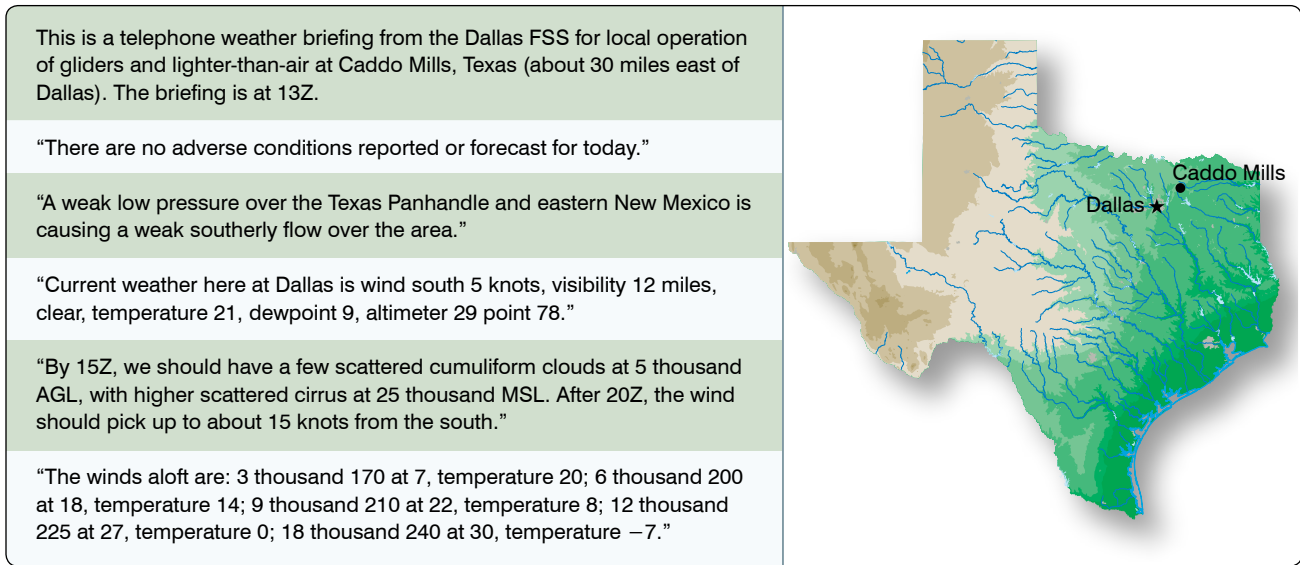 This is a telephone weather briefing from the Dallas FSS for local operation
of gliders and lighter-than-air at Caddo Mills, Texas (about 30 miles east of
Dallas). The briefing is at 13Z.
“There are no adverse conditions reported or forecast for today.”
“A weak low pressure over the Texas Panhandle and eastern New Mexico is
causing a weak southerly flow over the area.”
“Current weather here at Dallas is wind south 5 knots, visibility 12 miles,
clear, temperature 21, dewpoint 9, altimeter 29 point 78.”
“By 15Z, we should have a few scattered cumuliform clouds at 5 thousand
AGL, with higher scattered cirrus at 25 thousand MSL. After 20Z, the wind
should pick up to about 15 knots from the south.”
“The winds aloft are: 3 thousand 170 at 7, temperature 20; 6 thousand 200
at 18, temperature 14; 9 thousand 210 at 22, temperature 8; 12 thousand
225 at 27, temperature 0; 18 thousand 240 at 30, temperature −7.”
Caddo Mills
Dallas